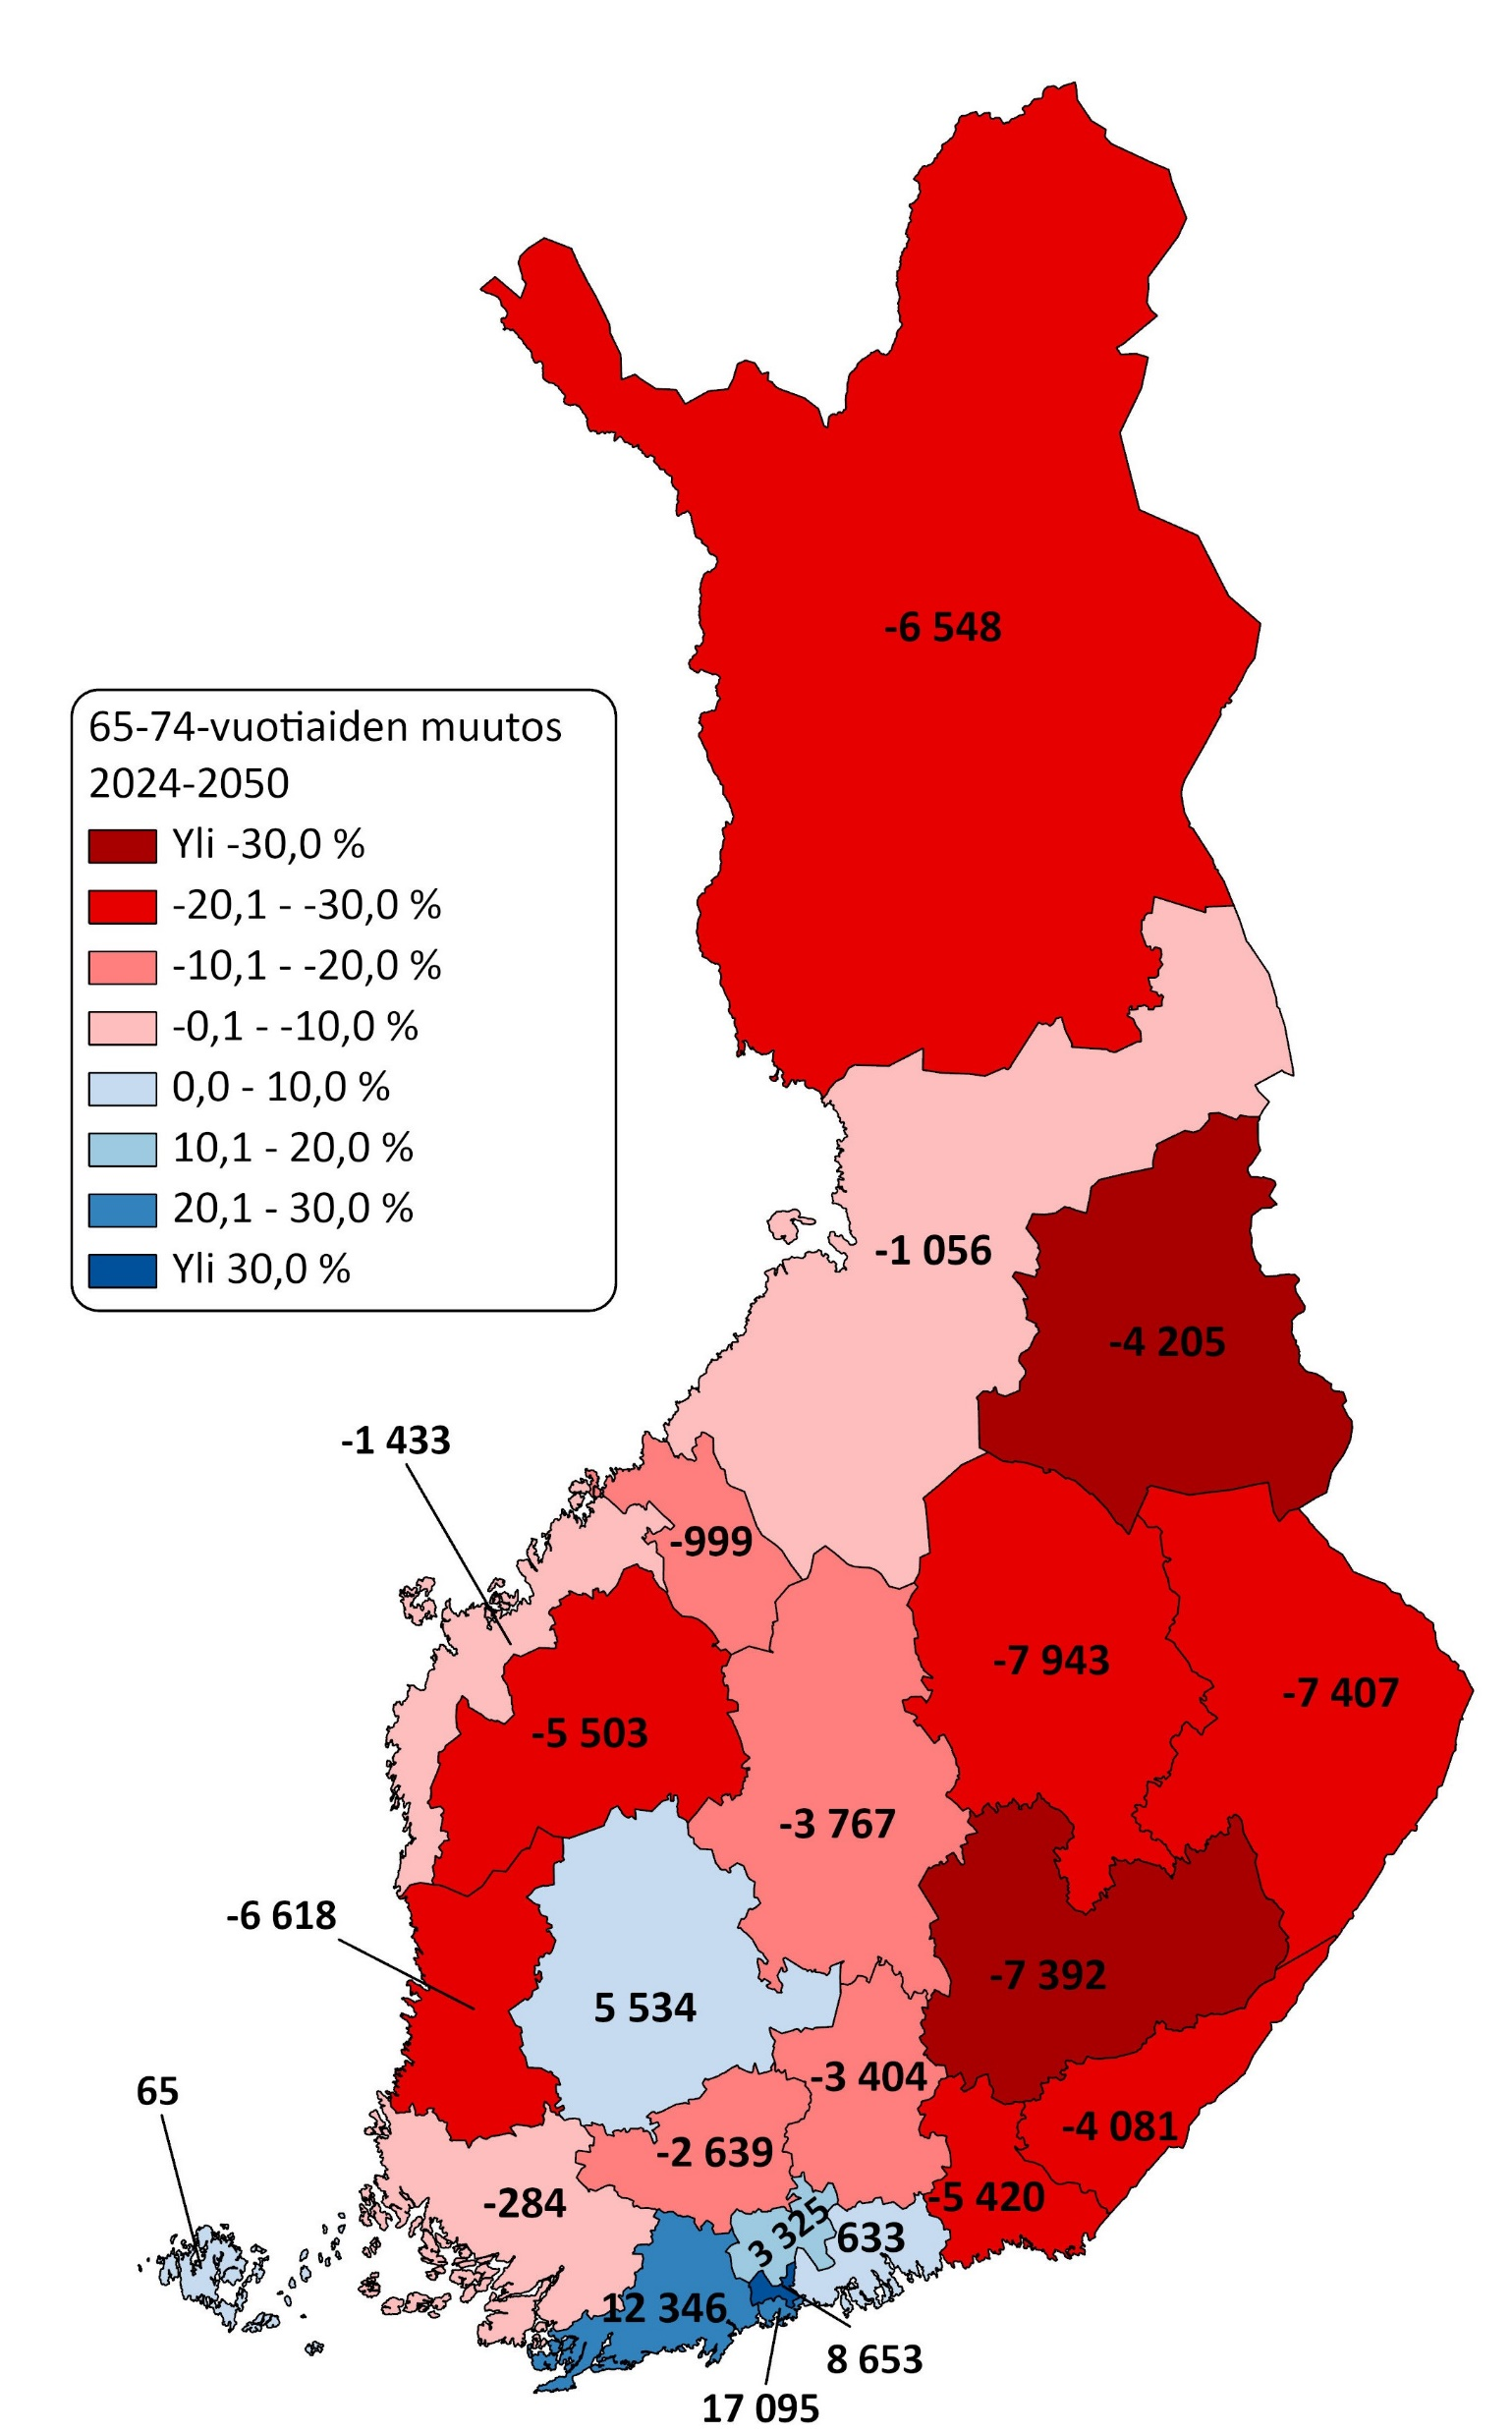 -6 548
65-74-vuotiaiden muutos
2024-2050
Yli -30,0 %
-20,1 - -30,0 %
-10,1 - -20,0 %
-0,1 - -10,0 %
0,0 - 10,0 %
10,1 - 20,0 %
20,1 - 30,0 %
Yli 30,0 %
-1 056
-4 205
-1 433
-999
-7 943
-7 407
-5 503
-3 767
-6 618
-7 392
5 534
-3 404
65
-4 081
-2 639
-5 420
-284
3 325
633
12 346
8 653
17 095